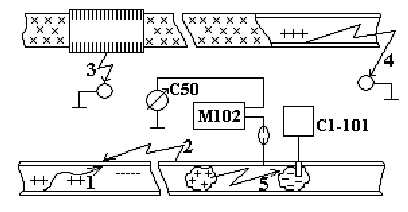 +++
3
4
C50
M102
C1-101
2
++ ++ -----
1
+ + + +
5
- - -